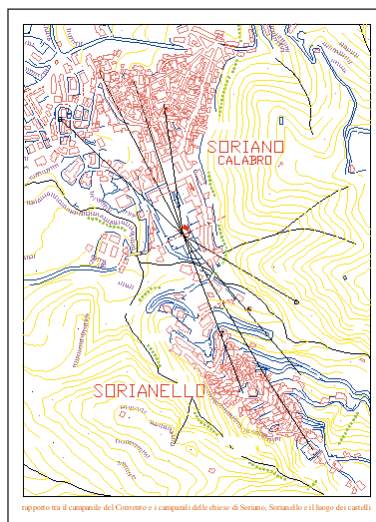 SORIANO
CALABRO
SORIANELLO
rapporto tra il campanile del Convento e i campanili delle chiese di Soriano, Sorianello e il luogo dei castelli